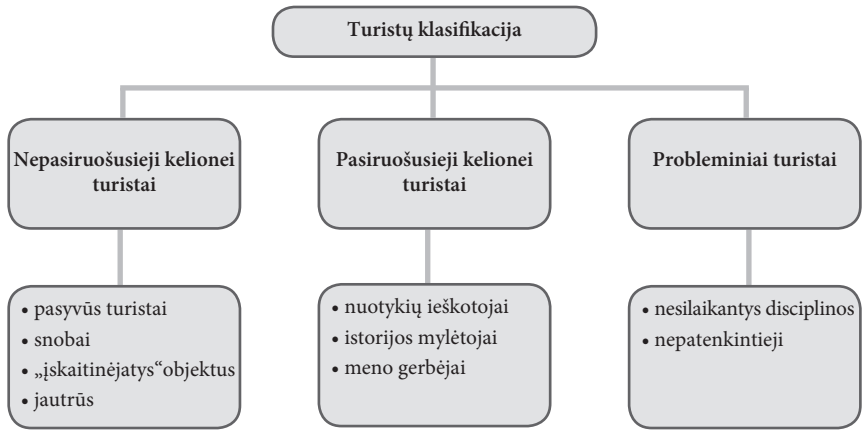 Turistų klasifikacija
Nepasiruošusieji kelionei
turistai
Pasiruošusieji kelionei
turistai
Probleminiai turistai
• pasyvūs turistai
• snobai
• „įskaitinėjatys“objektus
• jautrūs
• nuotykių ieškotojai
• istorijos mylėtojai
• meno gerbėjai
• nesilaikantys disciplinos
• nepatenkintieji